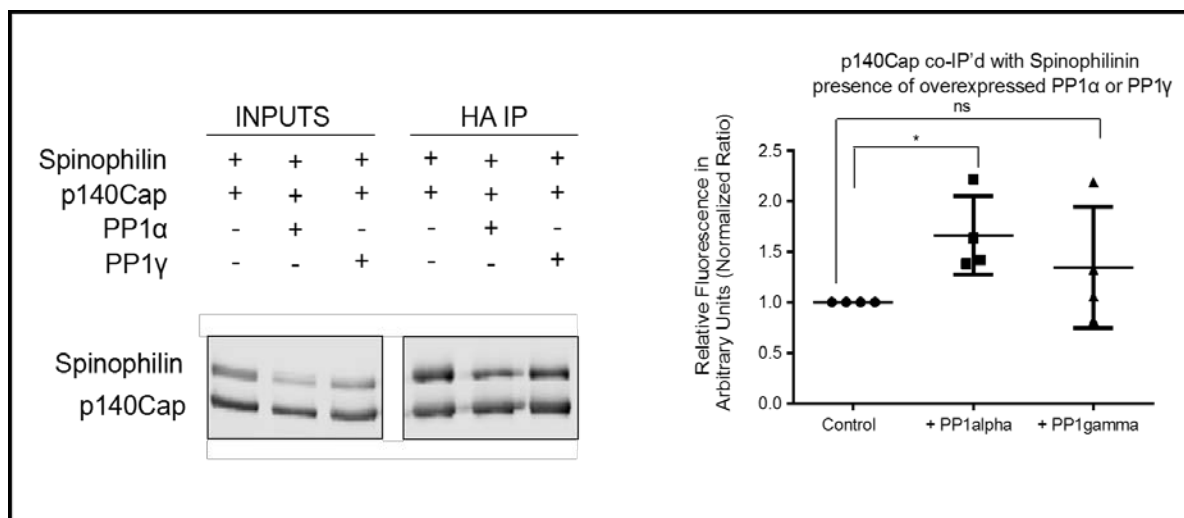 INPUTS HA IP
Spinophilin + + + + + +
p140Cap + + + + + +
PP1α - + - - + -
PP1γ - - + - - +
Spinophilin
p140Cap
p140Cap co-IP'd with Spinophilinin
presence of overexpressed PP1α or PP1γ
ns
*
Relative Fluorescence in
Arbitrary Units (Normalized Ratio)
2.5
2.0
1.5
1.0
0.5
0.0
Control + PP1alpha + PP1gamma